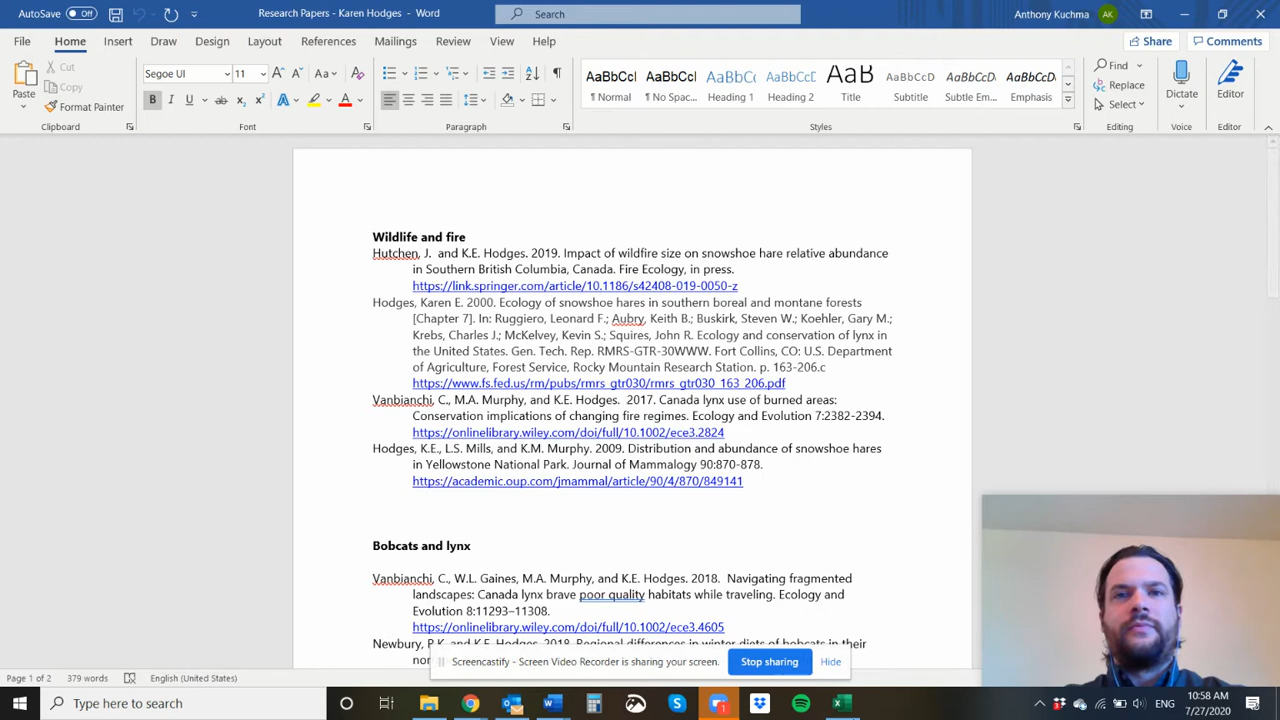 AutoSave Off Research Papers - Karen Hodges - Word Search Anthony Kuchma AK
File Home Insert Draw Design Layout References Mailings Review View Help Share Comments
Paste Cut Copy Format Painter
Segoe UI 11
¶ Normal ¶ No Spac... Heading 1 Heading 2 Title Subtitle Subtle Em... Emphasis
Find Replace Select Dictate Editor
Clipboard Font Paragraph Styles Editing Voice Editor
Wildlife and fire
Hutchen, J. and K.E. Hodges. 2019. Impact of wildfire size on snowshoe hare relative abundance
in Southern British Columbia, Canada. Fire Ecology, in press.
https://link.springer.com/article/10.1186/s42408-019-0050-z
Hodges, Karen E. 2000. Ecology of snowshoe hares in southern boreal and montane forests
[Chapter 7]. In: Ruggiero, Leonard F.; Aubry, Keith B.; Buskirk, Steven W.; Koehler, Gary M.;
Krebs, Charles J.; McKelvey, Kevin S.; Squires, John R. Ecology and conservation of lynx in
the United States. Gen. Tech. Rep. RMRS-GTR-30WWW. Fort Collins, CO: U.S. Department
of Agriculture, Forest Service, Rocky Mountain Research Station. p. 163-206.c
https://www.fs.fed.us/rm/pubs/rmrs_gtr030/rmrs_gtr030_163_206.pdf
Vanbianchi, C., M.A. Murphy, and K.E. Hodges. 2017. Canada lynx use of burned areas:
Conservation implications of changing fire regimes. Ecology and Evolution 7:2382-2394.
https://onlinelibrary.wiley.com/doi/full/10.1002/ece3.2824
Hodges, K.E., L.S. Mills, and K.M. Murphy. 2009. Distribution and abundance of snowshoe hares
in Yellowstone National Park. Journal of Mammalogy 90:870-878.
https://academic.oup.com/jmammal/article/90/4/870/849141
Bobcats and lynx
Vanbianchi, C., W.L. Gaines, M.A. Murphy, and K.E. Hodges. 2018. Navigating fragmented
landscapes: Canada lynx brave poor quality habitats while traveling. Ecology and
Evolution 8:11293–11308.
https://onlinelibrary.wiley.com/doi/full/10.1002/ece3.4605
Newbury, R.K. and K.E. Hodges. 2018. Regional differences in winter diets of bobcats in their
Screencastify - Screen Video Recorder is sharing your screen. Stop sharing Hide
Page 1 of 2 379 words English (United States)
Type here to search
10:58 AM
7/27/2020